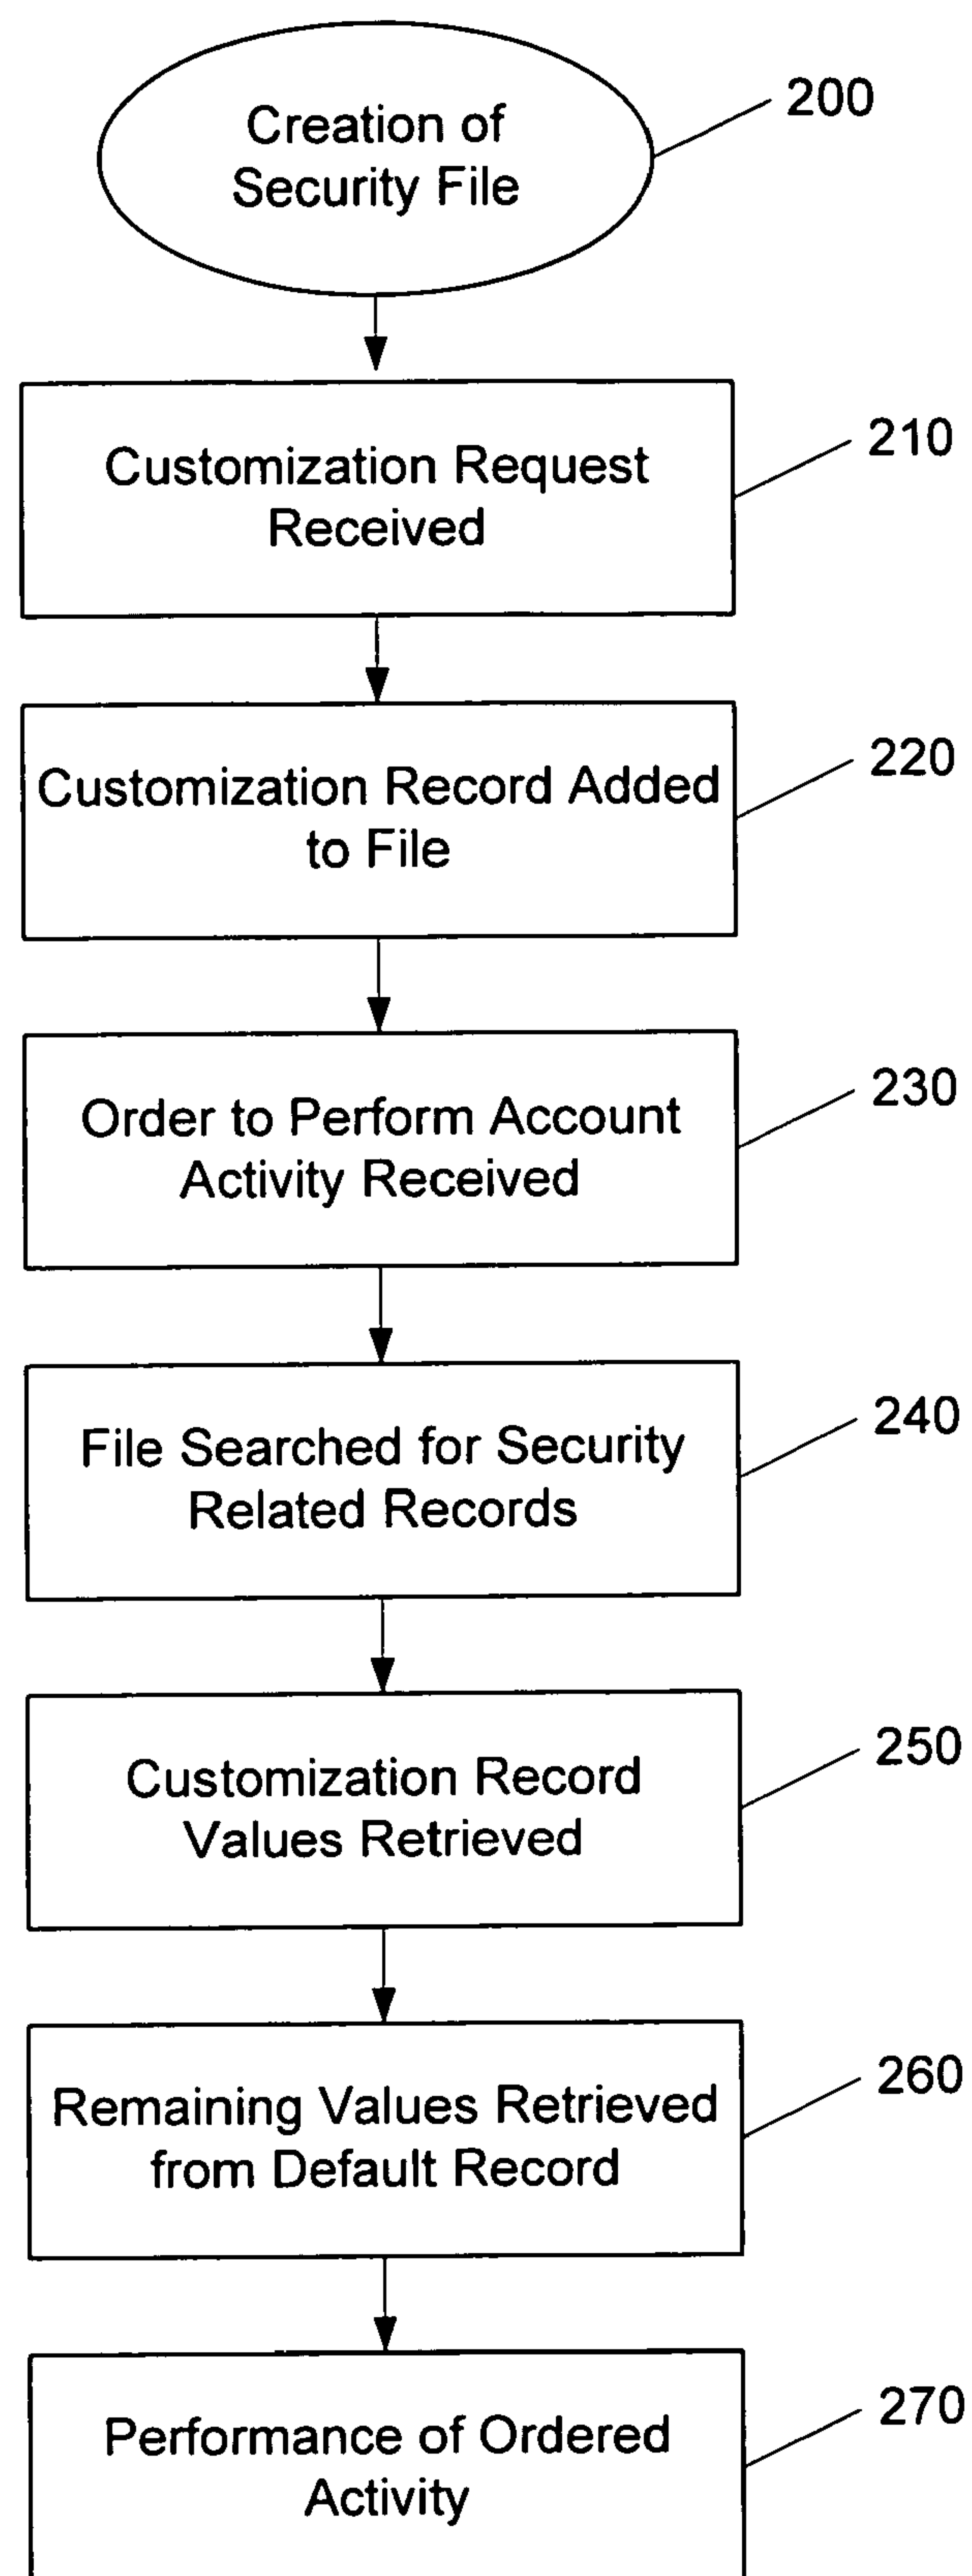 Creation of
Security File
200
Customization Request
Received
210
Customization Record Added
to File
220
Order to Perform Account
Activity Received
230
File Searched for Security
Related Records
240
Customization Record
Values Retrieved
250
Remaining Values Retrieved
from Default Record
260
Performance of Ordered
Activity
270